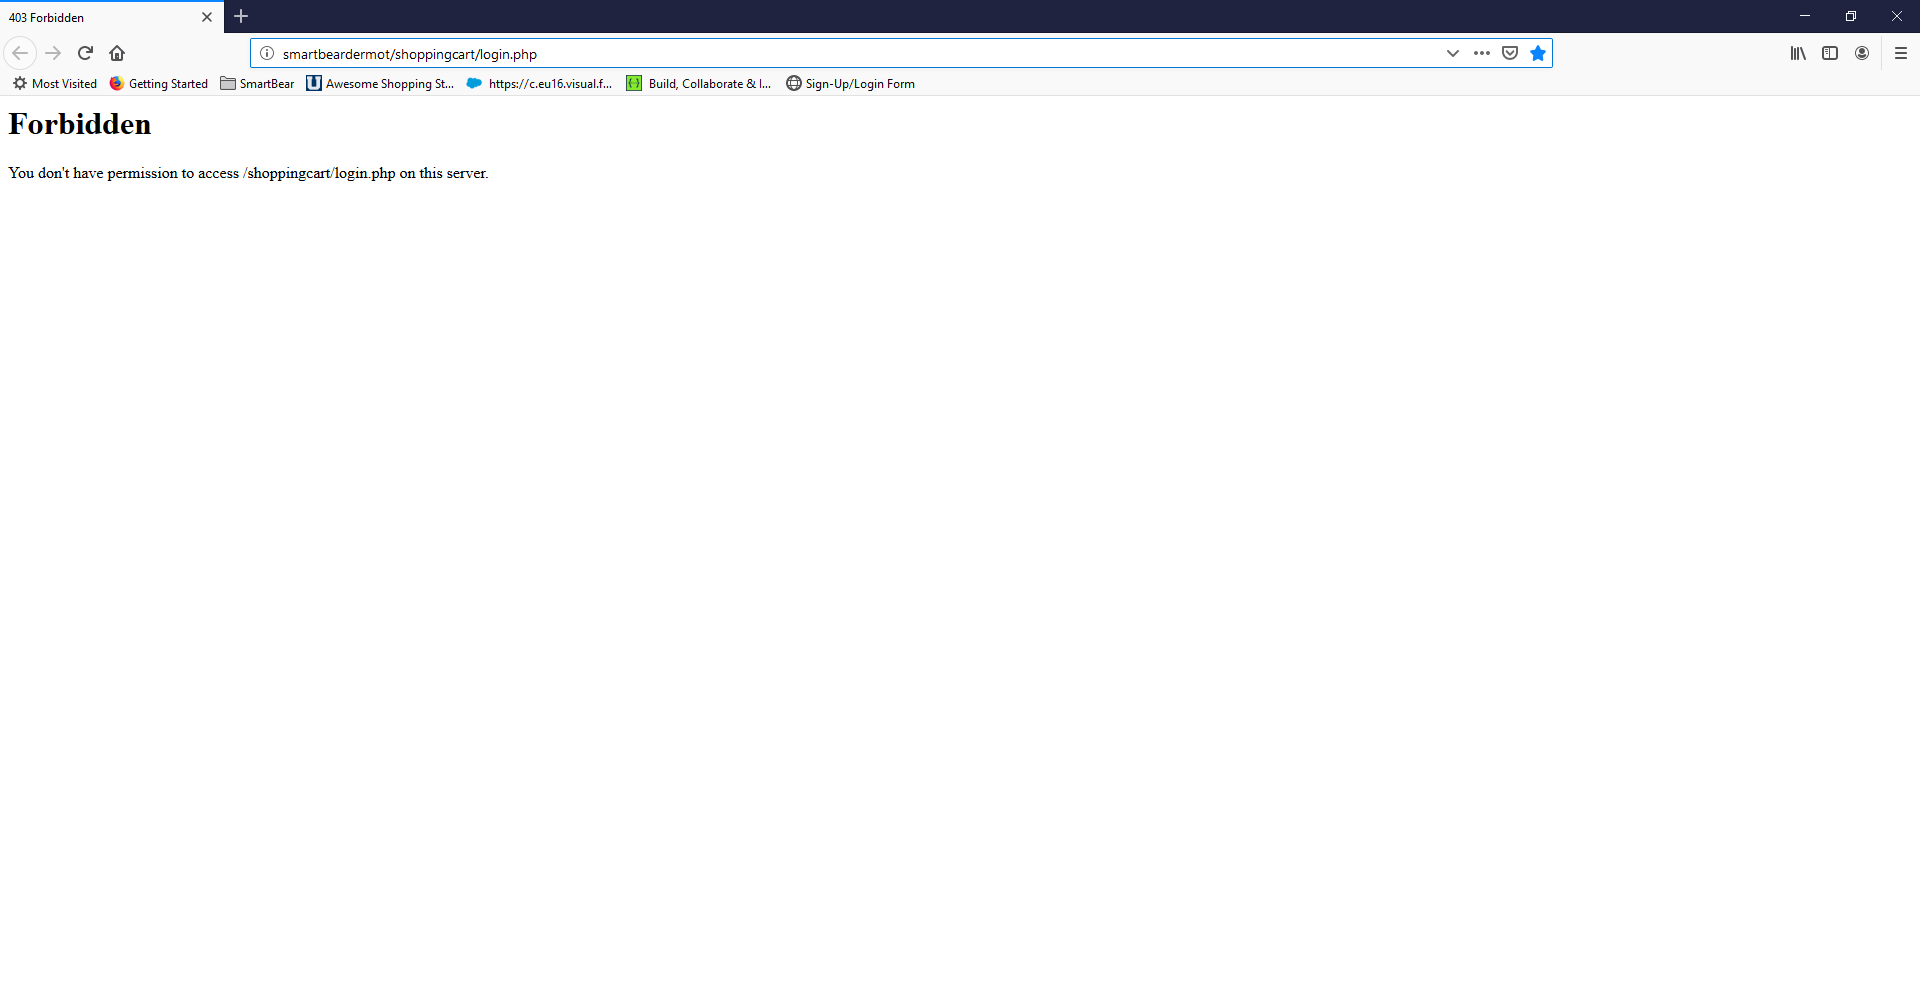 403 Forbidden
smartbeardermot/shoppingcart/login.php
Most Visited Getting Started SmartBear Awesome Shopping St... https://c.eu16.visual.f... Build, Collaborate & I... Sign-Up/Login Form
Forbidden
You don't have permission to access /shoppingcart/login.php on this server.